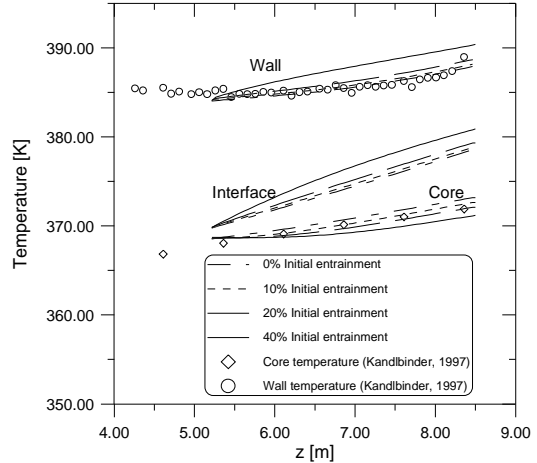 390.00
380.00
370.00
360.00
350.00
Temperature [K]
Wall
Interface
Core
0% Initial entrainment
10% Initial entrainment
20% Initial entrainment
40% Initial entrainment
Core temperature (Kandlbinder, 1997)
Wall temperature (Kandlbinder, 1997)
4.00 5.00 6.00 7.00 8.00 9.00
z [m]